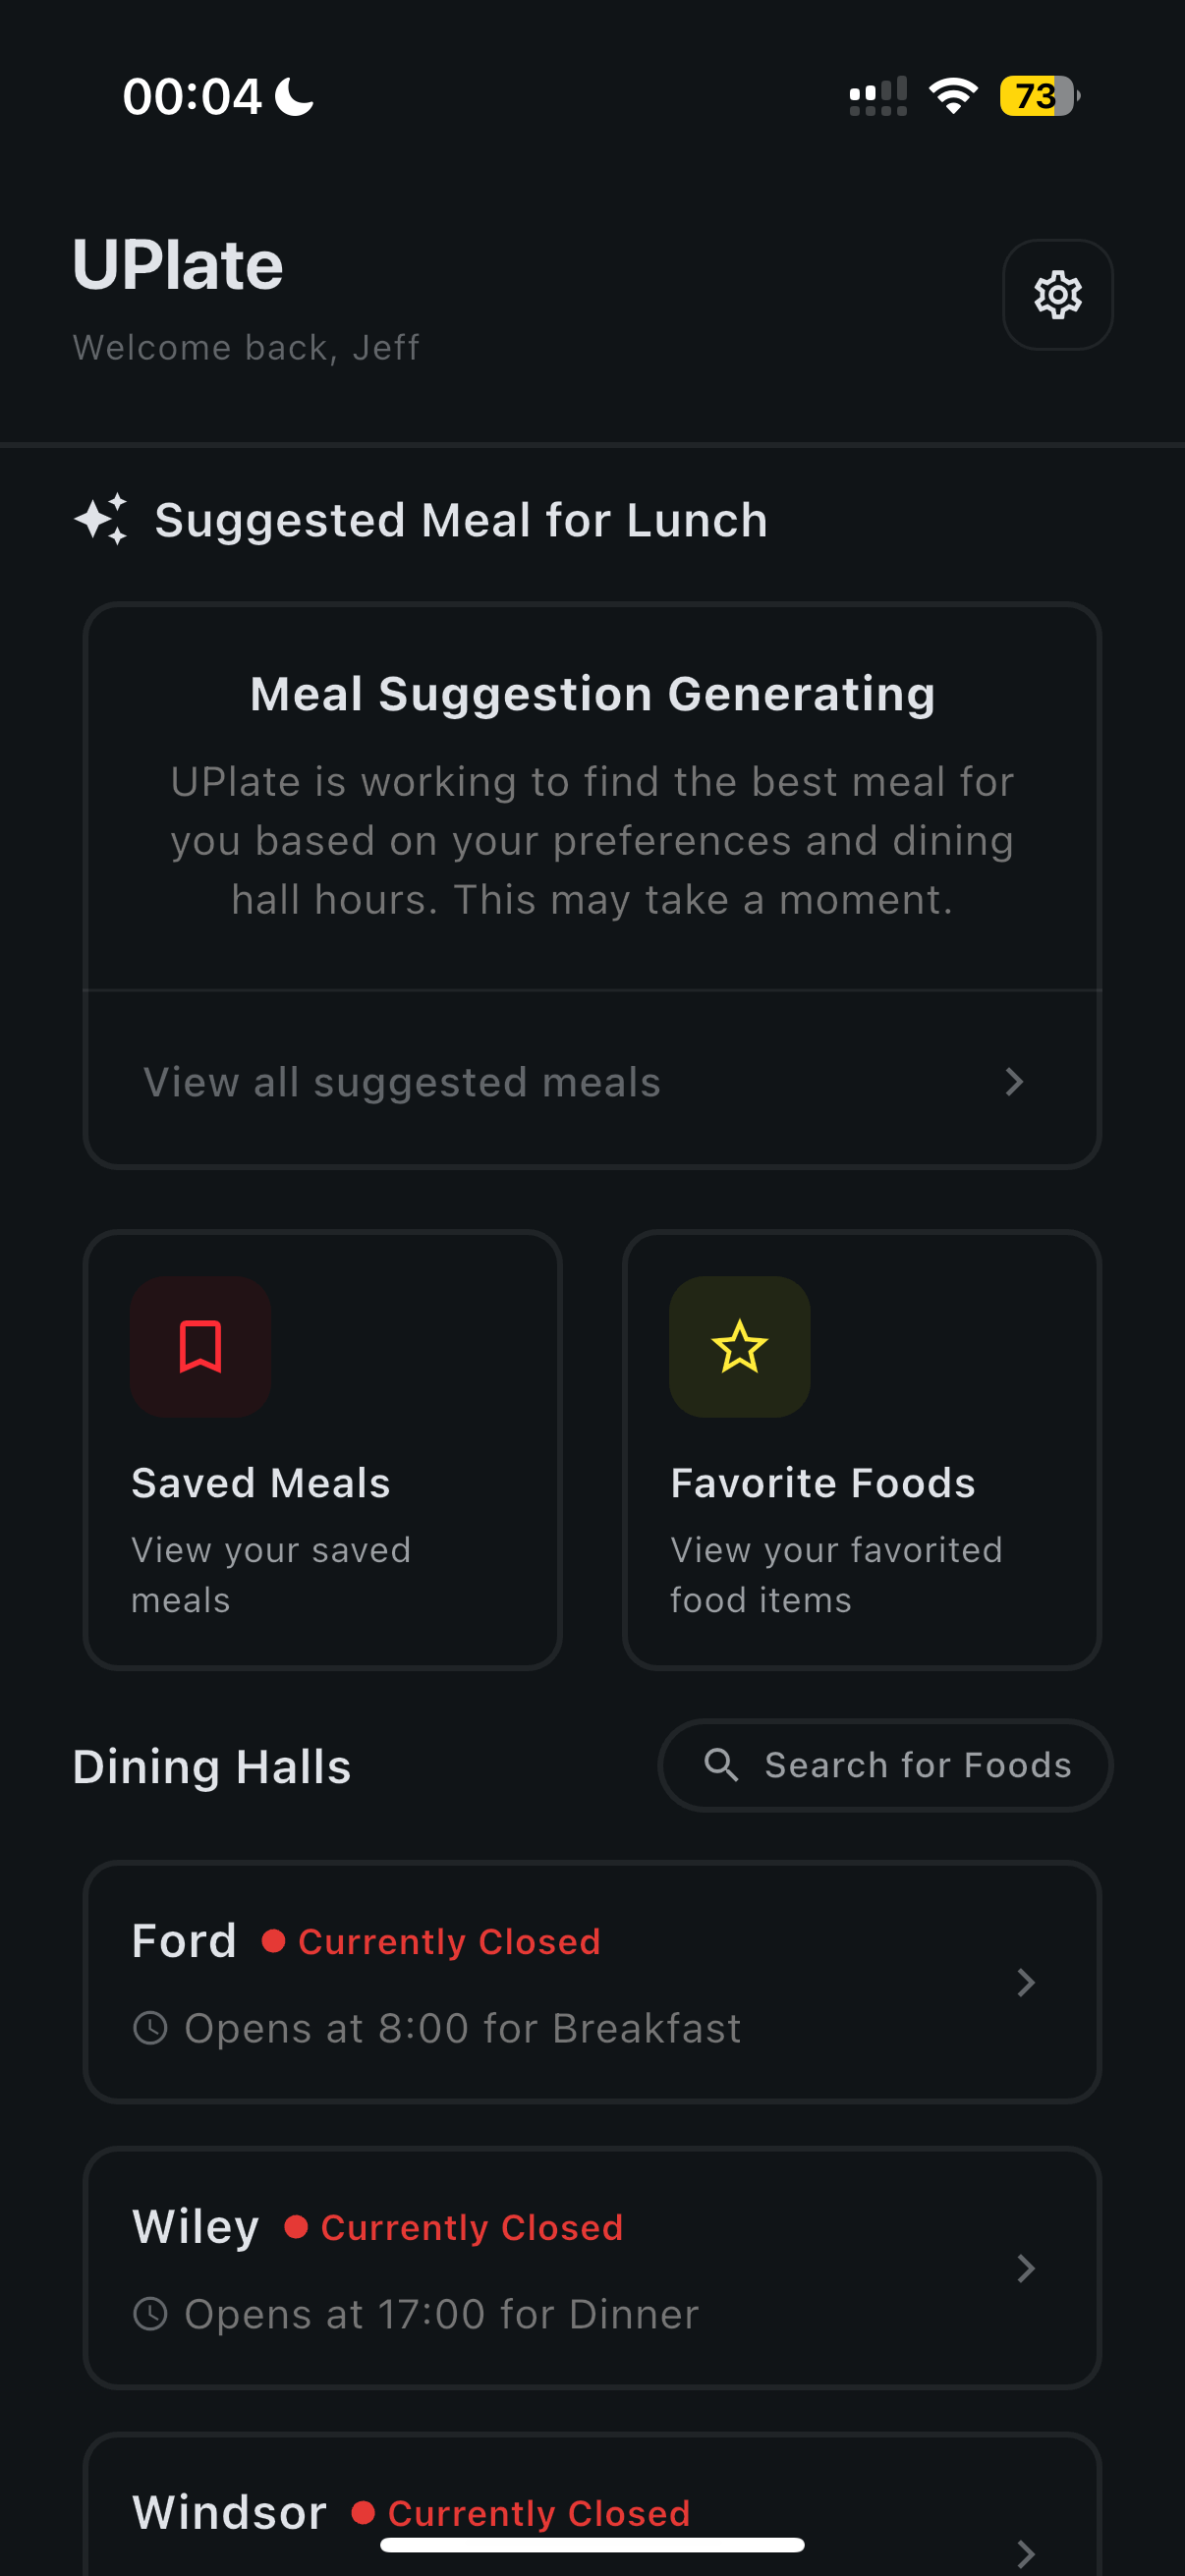 00:04
73
UPlate
Welcome back, Jeff
Suggested Meal for Lunch
Meal Suggestion Generating
UPlate is working to find the best meal for
you based on your preferences and dining
hall hours. This may take a moment.
View all suggested meals
Saved Meals
View your saved
meals
Favorite Foods
View your favorited
food items
Dining Halls
Search for Foods
Ford
Currently Closed
Opens at 8:00 for Breakfast
Wiley
Currently Closed
Opens at 17:00 for Dinner
Windsor
Currently Closed